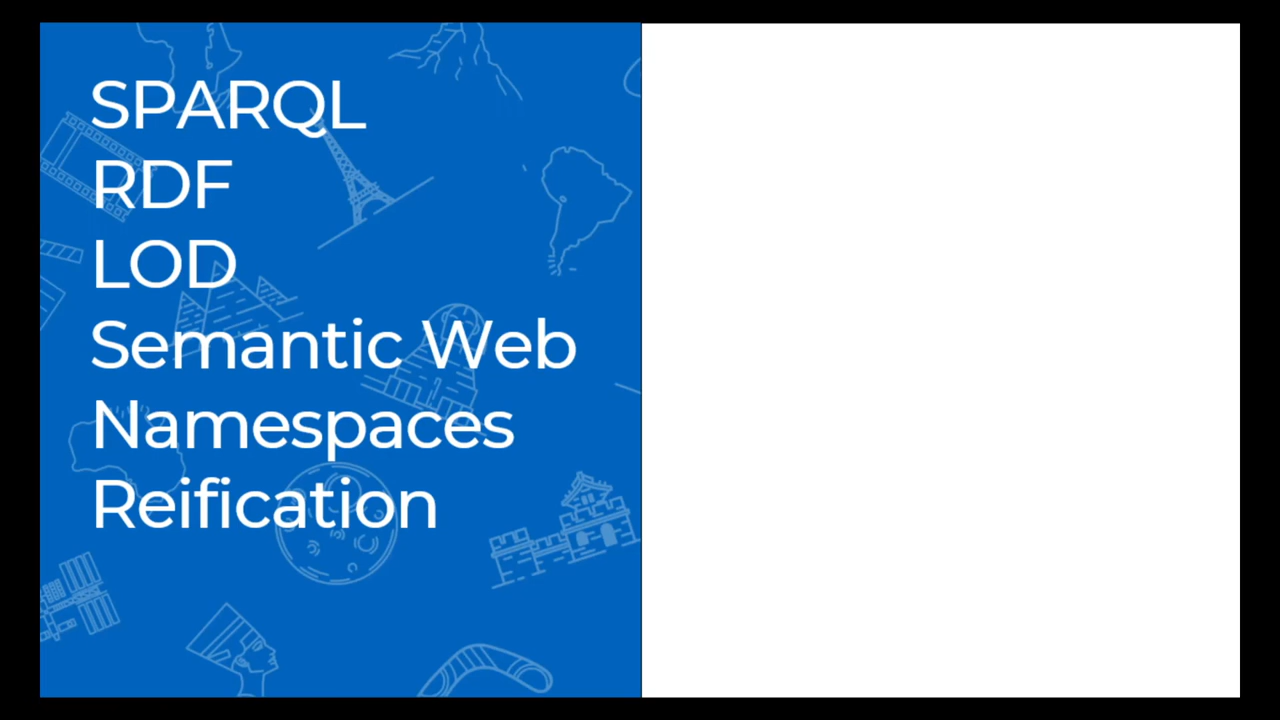 SPARQL
RDF
LOD
Semantic Web
Namespaces
Reification